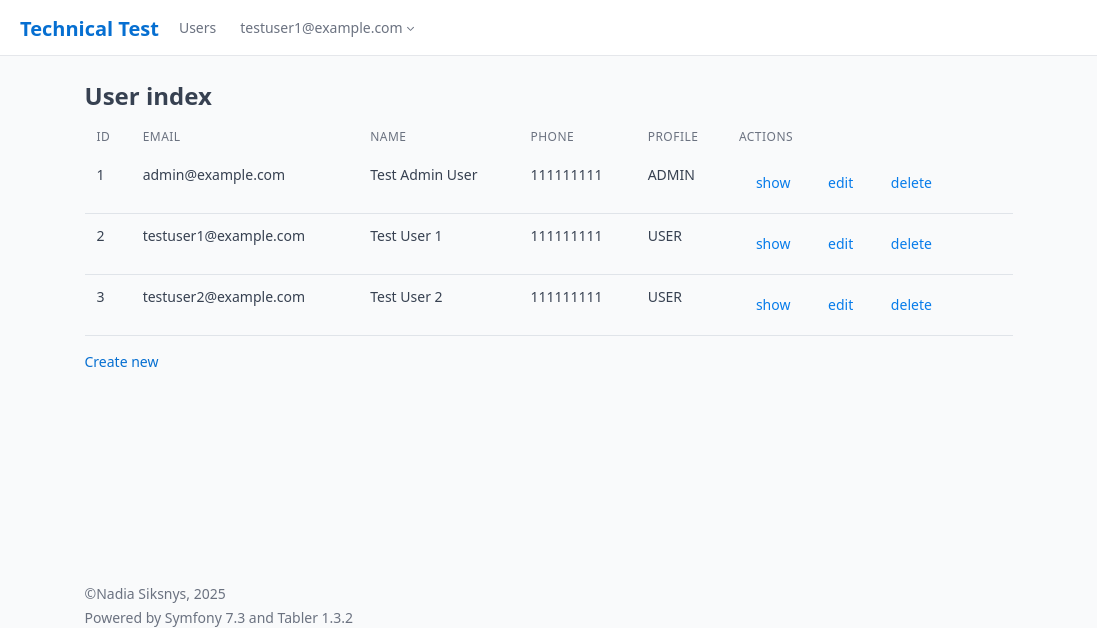 Technical Test Users testuser1@example.com
User index
ID EMAIL NAME PHONE PROFILE ACTIONS
1 admin@example.com Test Admin User 111111111 ADMIN show edit delete
2 testuser1@example.com Test User 1 111111111 USER show edit delete
3 testuser2@example.com Test User 2 111111111 USER show edit delete
Create new
©Nadia Siksnys, 2025
Powered by Symfony 7.3 and Tabler 1.3.2